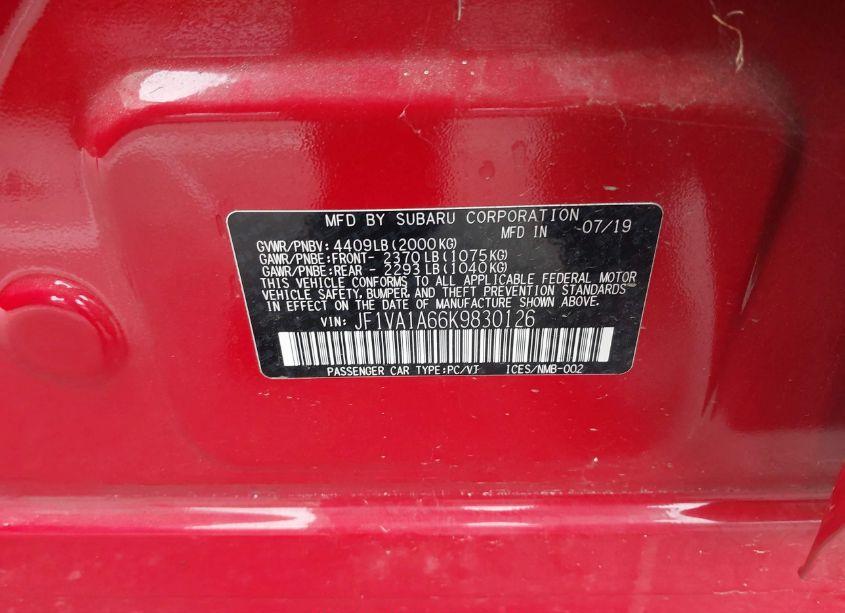 MFD BY SUBARU CORPORATION
MFD IN 07/19
GVWR/PNBV: 4409LB(2000KG)
GAWR/PNBE:FRONT- 2370LB(1075KG)
GAWR/PNBE:REAR - 2293LB(1040KG)
THIS VEHICLE CONFORMS TO ALL APPLICABLE FEDERAL MOTOR
VEHICLE SAFETY, BUMPER, AND THEFT PREVENTION STANDARDS
IN EFFECT ON THE DATE OF MANUFACTURE SHOWN ABOVE.
VIN: JF1VA1A66K9830126
PASSENGER CAR TYPE:PC/VJ ICES/NMB-002